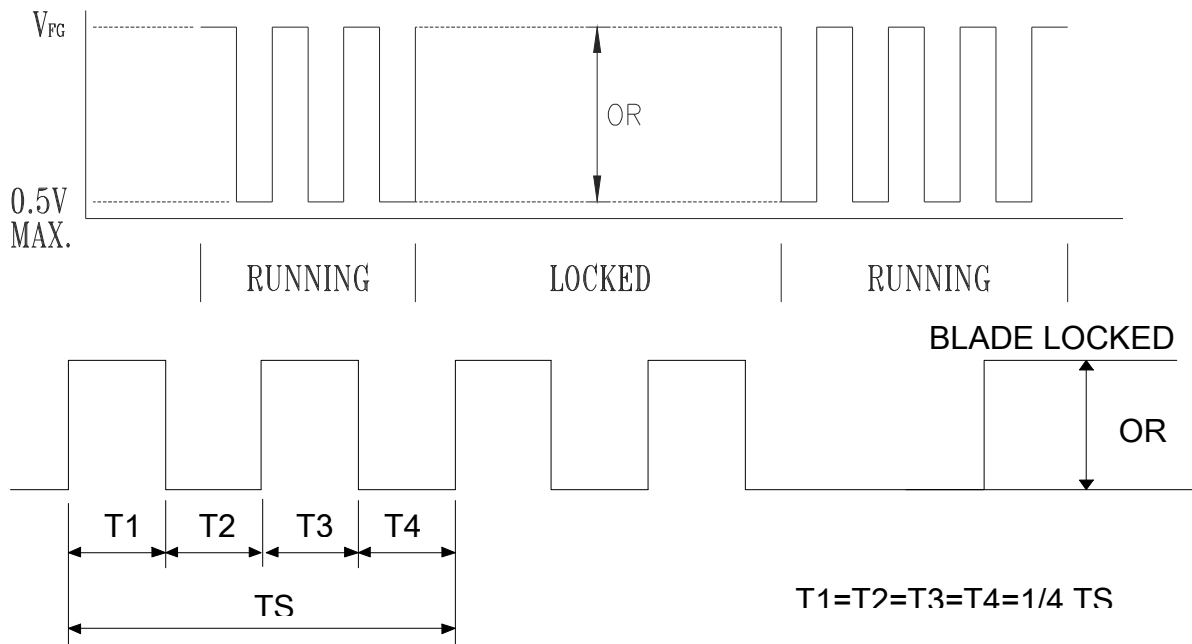 VFG
OR
0.5V
MAX.
RUNNING
LOCKED
RUNNING
BLADE LOCKED
OR
T1
T2
T3
T4
TS
T1=T2=T3=T4=1/4 TS